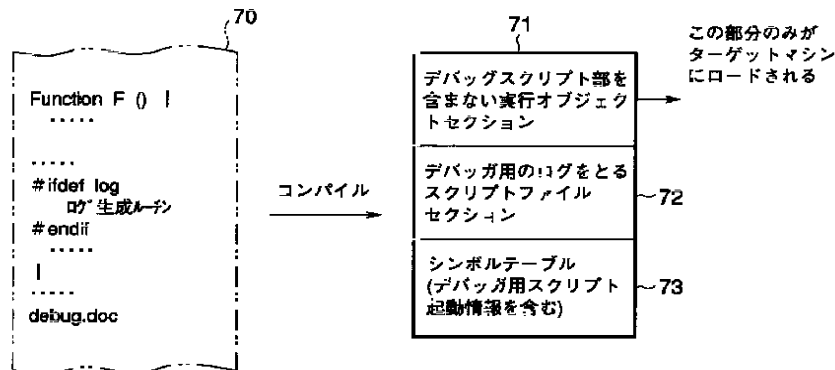 70
Function F () {
.....
.....
#ifdef log
ログ生成ルーチン
#endif
.....
}
.....
debug.doc
コンパイル
71
デバッグスクリプト部を
含まない実行オブジェク
トセクション
デバッガ用のログをとる
スクリプトファイル
セクション
72
シンボルテーブル
(デバッガ用スクリプト
起動情報を含む)
73
この部分のみが
ターゲットマシン
にロードされる